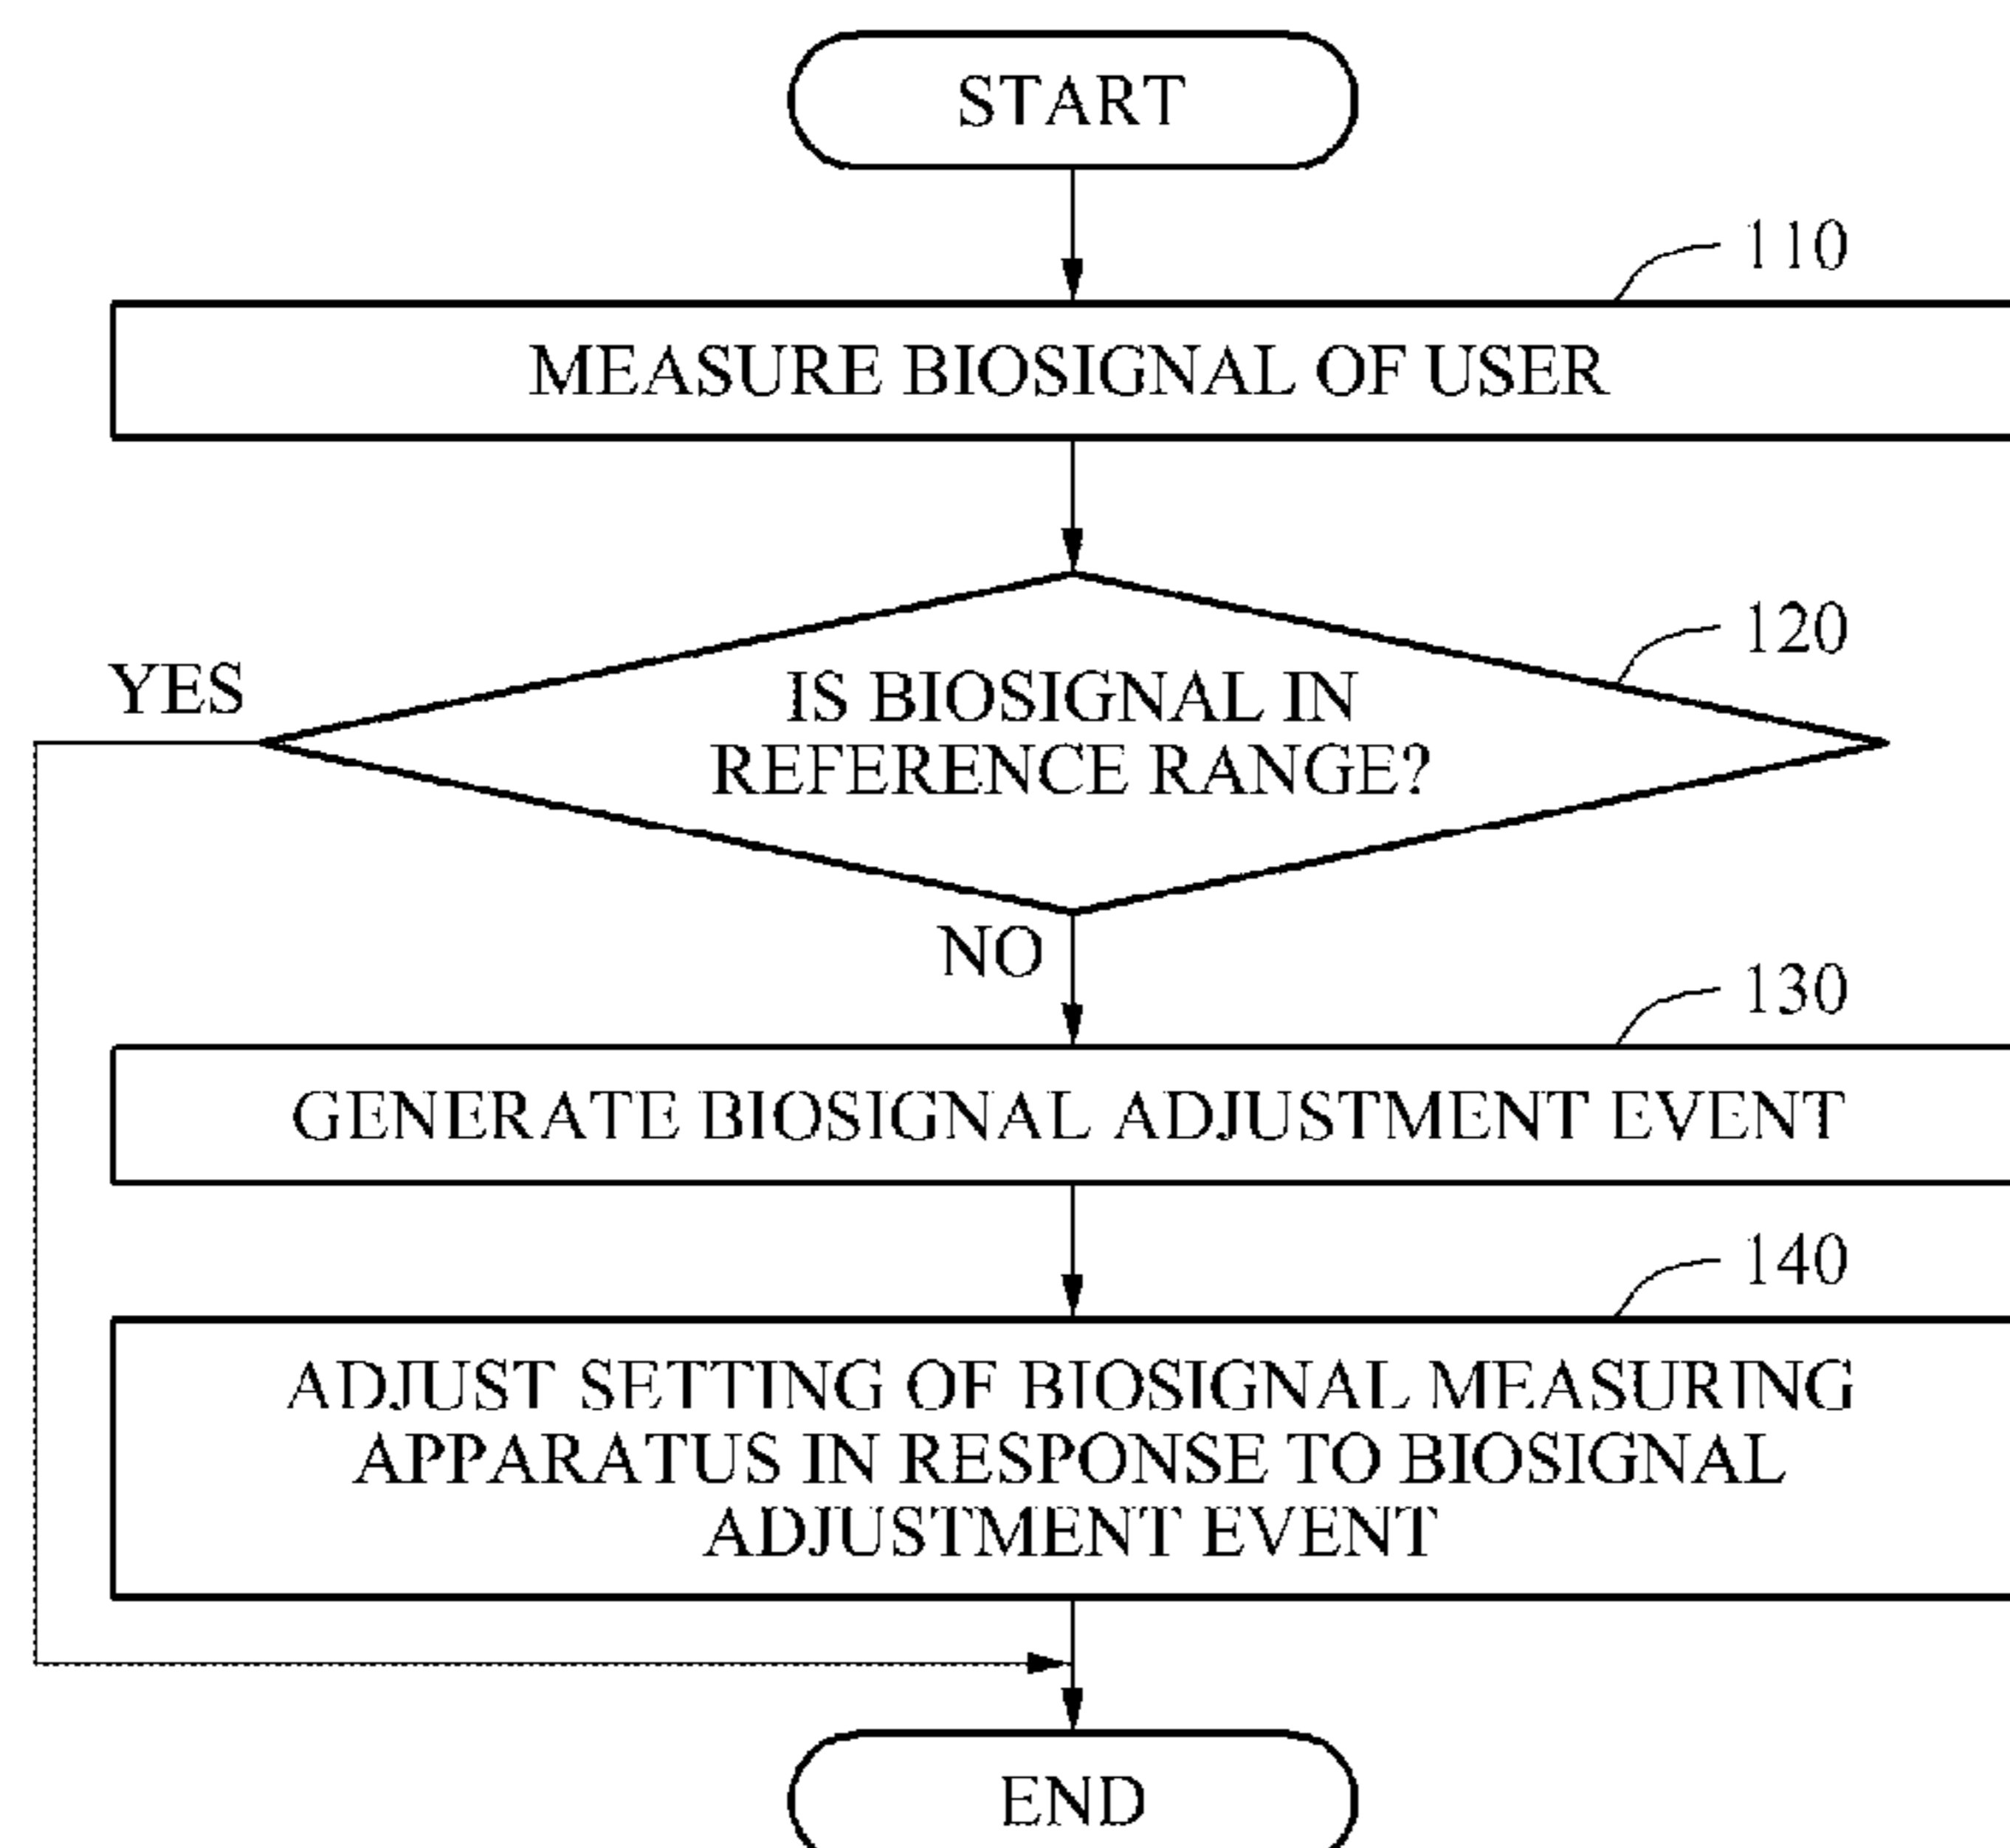 START
110
MEASURE BIOSIGNAL OF USER
120
YES
IS BIOSIGNAL IN
REFERENCE RANGE?
NO
130
GENERATE BIOSIGNAL ADJUSTMENT EVENT
140
ADJUST SETTING OF BIOSIGNAL MEASURING
APPARATUS IN RESPONSE TO BIOSIGNAL
ADJUSTMENT EVENT
END